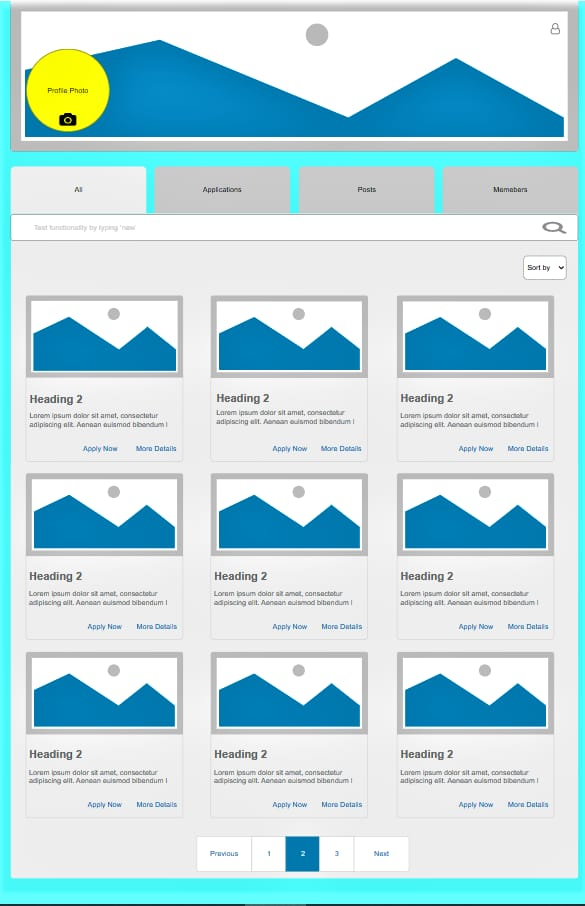 Profile Photo
All
Applications
Posts
Memebers
Test functionality by typing 'new'
Sort by
Heading 2
Lorem ipsum dolor sit amet, consectetur
adipiscing elit. Aenean euismod bibendum l
Apply Now
More Details
Heading 2
Lorem ipsum dolor sit amet, consectetur
adipiscing elit. Aenean euismod bibendum l
Apply Now
More Details
Heading 2
Lorem ipsum dolor sit amet, consectetur
adipiscing elit. Aenean euismod bibendum l
Apply Now
More Details
Heading 2
Lorem ipsum dolor sit amet, consectetur
adipiscing elit. Aenean euismod bibendum l
Apply Now
More Details
Heading 2
Lorem ipsum dolor sit amet, consectetur
adipiscing elit. Aenean euismod bibendum l
Apply Now
More Details
Heading 2
Lorem ipsum dolor sit amet, consectetur
adipiscing elit. Aenean euismod bibendum l
Apply Now
More Details
Heading 2
Lorem ipsum dolor sit amet, consectetur
adipiscing elit. Aenean euismod bibendum l
Apply Now
More Details
Heading 2
Lorem ipsum dolor sit amet, consectetur
adipiscing elit. Aenean euismod bibendum l
Apply Now
More Details
Heading 2
Lorem ipsum dolor sit amet, consectetur
adipiscing elit. Aenean euismod bibendum l
Apply Now
More Details
Previous
1
2
3
Next